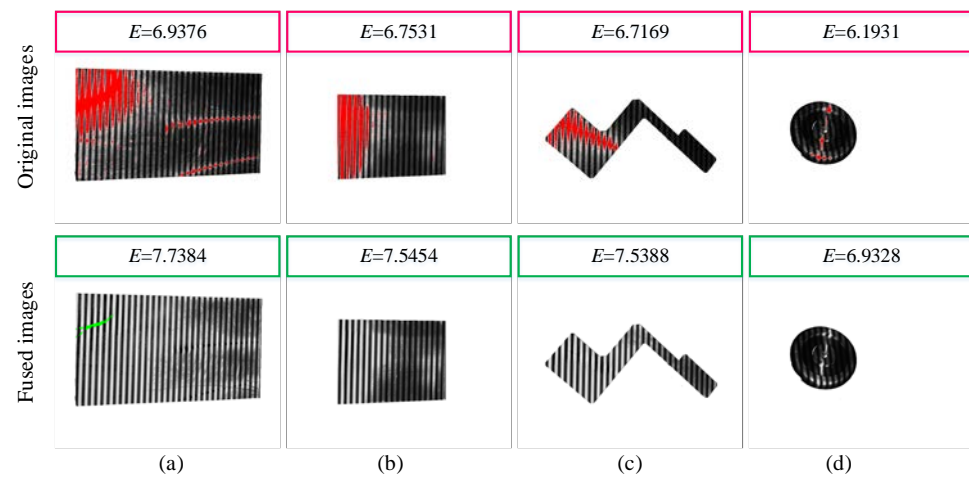 Original images
E=6.9376
E=6.7531
E=6.7169
E=6.1931
Fused images
E=7.7384
E=7.5454
E=7.5388
E=6.9328
(a)
(b)
(c)
(d)